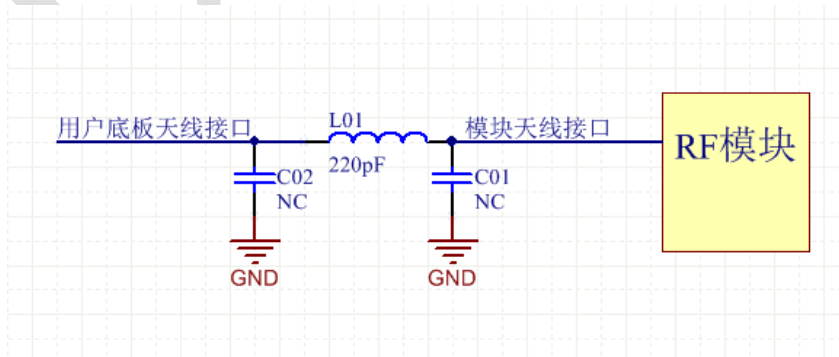 用户底板天线接口
L01
220pF
模块天线接口
RF模块
C02
NC
C01
NC
GND
GND